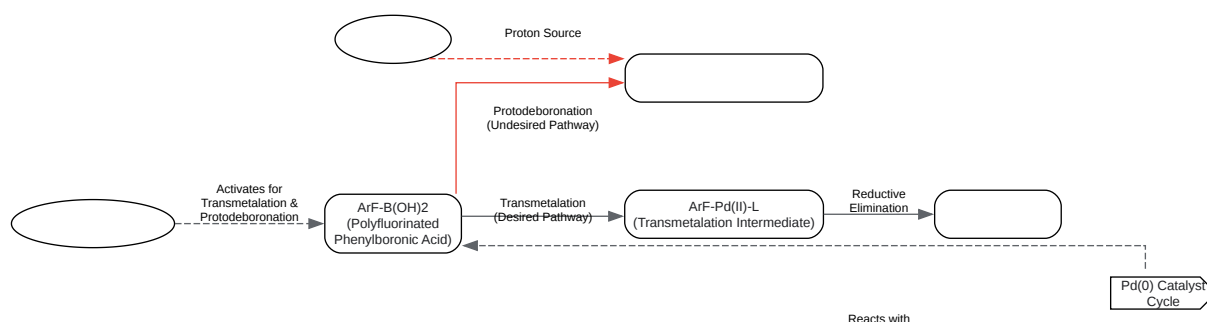 Proton Source
Protodeboronation
(Undesired Pathway)
Activates for
Transmetalation &
Protodeboronation
ArF-B(OH)2
(Polyfluorinated
Phenylboronic Acid)
Transmetalation
(Desired Pathway)
ArF-Pd(II)-L
(Transmetalation Intermediate)
Reductive
Elimination
Pd(0) Catalyst
Cycle
Reacts with